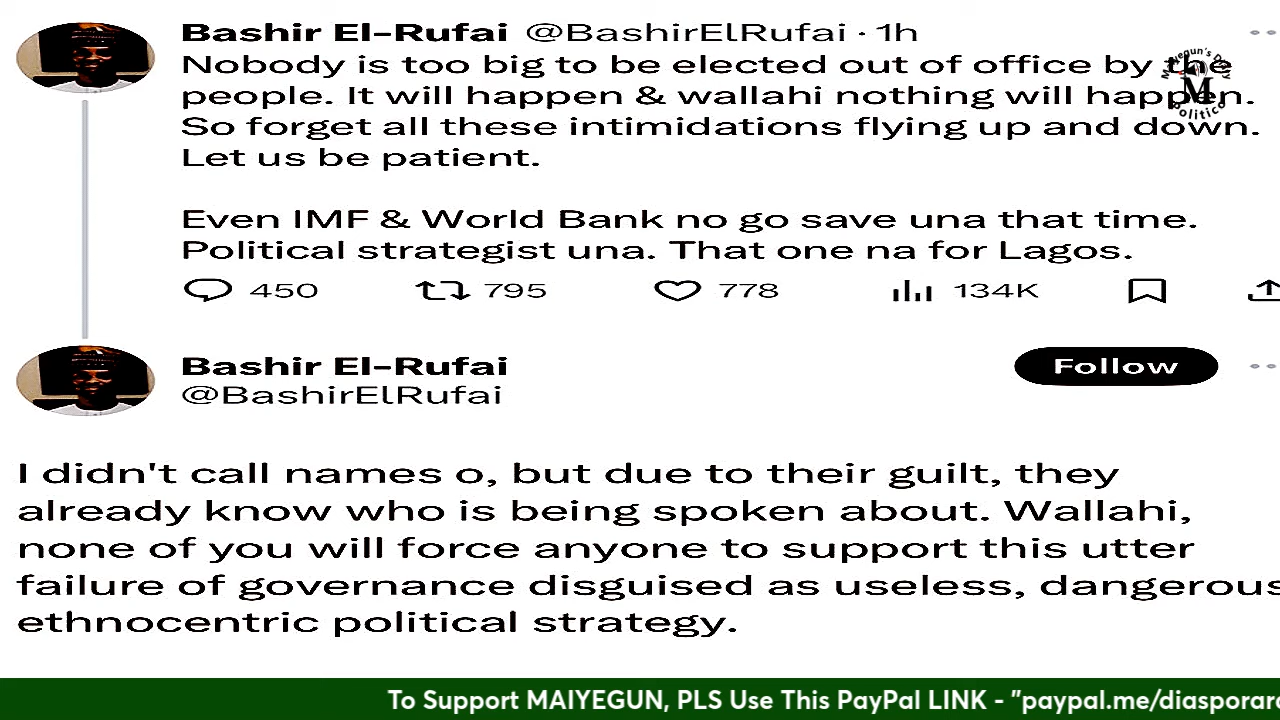 Bashir El-Rufai @BashirElRufai · 1h
Nobody is too big to be elected out of office by the
people. It will happen & wallahi nothing will happen.
So forget all these intimidations flying up and down.
Let us be patient.
Even IMF & World Bank no go save una that time.
Political strategist una. That one na for Lagos.
450 795 778 134K
Bashir El-Rufai
Follow
@BashirElRufai
I didn't call names o, but due to their guilt, they
already know who is being spoken about. Wallahi,
none of you will force anyone to support this utter
failure of governance disguised as useless, dangerous
ethnocentric political strategy.
To Support MAIYEGUN, PLS Use This PayPal LINK - "paypal.me/diasporar